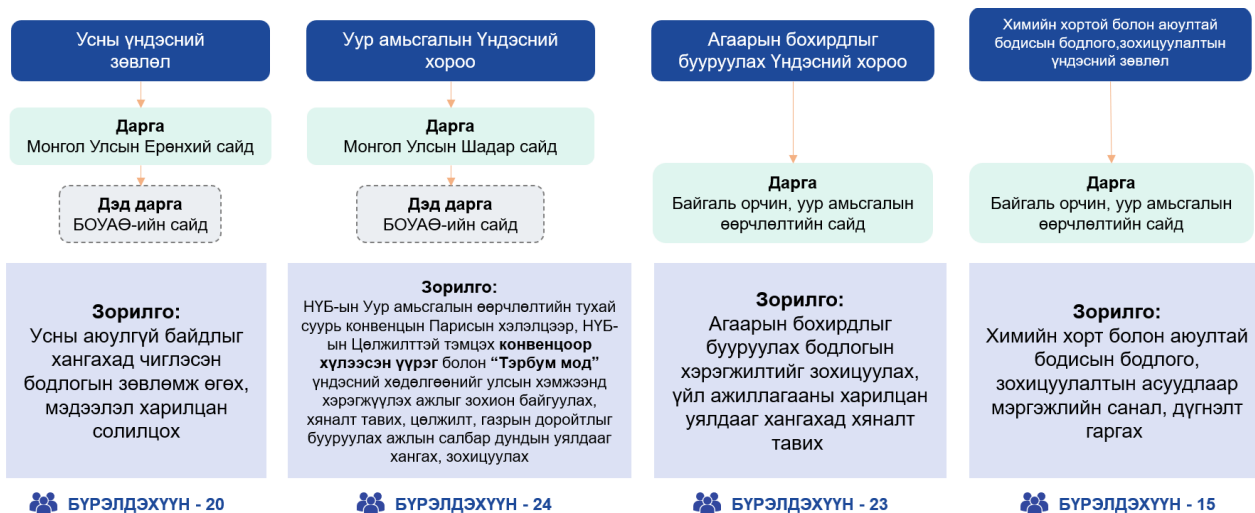 Усны үндэсний
зөвлөл
Дарга
Монгол Улсын Ерөнхий сайд
Дэд дарга
БОУАӨ-ийн сайд
Зорилго:
Усны аюулгүй байдлыг
хангахад чиглэсэн
бодлогын зөвлөмж өгөх,
мэдээлэл харилцан
солилцох
БҮРЭЛДЭХҮҮН - 20
Уур амьсгалын Үндэсний
хороо
Дарга
Монгол Улсын Шадар сайд
Дэд дарга
БОУАӨ-ийн сайд
Зорилго:
НҮБ-ын Уур амьсгалын өөрчлөлтийн тухай
суурь конвенцын Парисын хэлэлцээр, НҮБ-
ын Цөлжилттэй тэмцэх конвенцоор
хүлээсэн үүрэг болон “Тэрбум мод”
үндэсний хөдөлгөөнийг улсын хэмжээнд
хэрэгжүүлэх ажлыг зохион байгуулах,
хяналт тавих, цөлжилт, газрын доройтлыг
бууруулах ажлын салбар дундын уялдааг
хангах, зохицуулах
БҮРЭЛДЭХҮҮН - 24
Агаарын бохирдлыг
бууруулах Үндэсний хороо
Дарга
Байгаль орчин, уур амьсгалын
өөрчлөлтийн сайд
Зорилго:
Агаарын бохирдлыг
бууруулах бодлогын
хэрэгжилтийг зохицуулах,
үйл ажиллагааны харилцан
уялдааг хангахад хяналт
тавих
БҮРЭЛДЭХҮҮН - 23
Химийн хортой болон аюултай
бодисын бодлого,зохицуулалтын
үндэсний зөвлөл
Дарга
Байгаль орчин, уур амьсгалын
өөрчлөлтийн сайд
Зорилго:
Химийн хорт болон аюултай
бодисын бодлого,
зохицуулалтын асуудлаар
мэргэжлийн санал, дүгнэлт
гаргах
БҮРЭЛДЭХҮҮН - 15